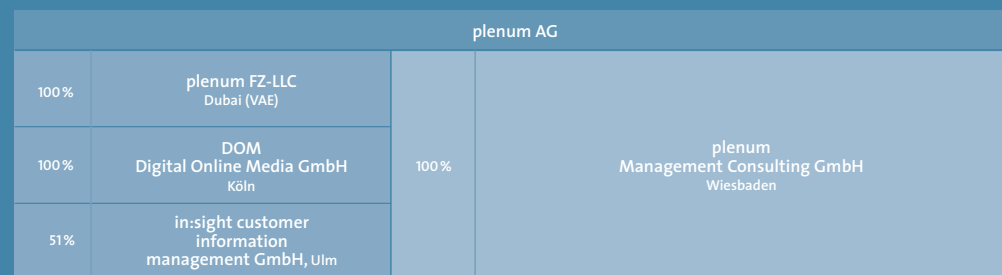 plenum AG
100 %
plenum FZ-LLC
Dubai (VAE)
100 %
DOM
Digital Online Media GmbH
Köln
51 %
in:sight customer
information
management GmbH, Ulm
100 %
plenum
Management Consulting GmbH
Wiesbaden